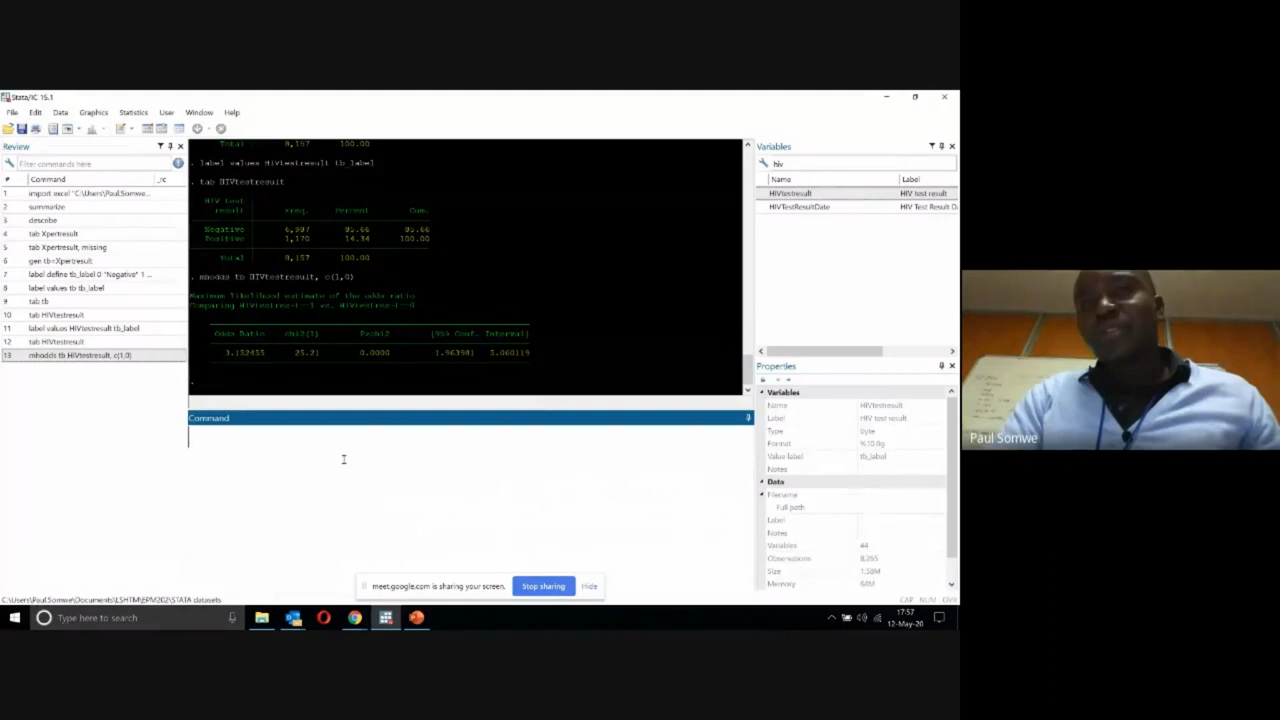 Stata/IC 15.1
File Edit Data Graphics Statistics User Window Help
Review
Filter commands here
# Command _rc
1 import excel "C:\Users\Paul.Somwe...
2 summarize
3 describe
4 tab Xpertresult
5 tab Xpertresult, missing
6 gen tb=Xpertresult
7 label define tb_label 0 "Negative" 1 ...
8 label values tb tb_label
9 tab tb
10 tab HIVtestresult
11 label values HIVtestresult tb_label
12 tab HIVtestresult
13 mhodds tb HIVtestresult, c(1,0)
Total 8,157 100.00
. label values HIVtestresult tb_label
. tab HIVtestresult
HIV test
result Freq. Percent Cum.
Negative 6,987 85.66 85.66
Positive 1,170 14.34 100.00
Total 8,157 100.00
. mhodds tb HIVtestresult, c(1,0)
Maximum likelihood estimate of the odds ratio
Comparing HIVtestres~t==1 vs. HIVtestres~t==0
Odds Ratio chi2(1) P>chi2 [95% Conf. Interval]
3.152455 25.21 0.0000 1.963981 5.060119
.
Command
Variables
hiv
Name Label
HIVtestresult HIV test result
HIVTestResultDate HIV Test Result D
Properties
Variables
Name HIVtestresult
Label HIV test result
Type byte
Format %10.0g
Value label tb_label
Notes
Data
Filename
Full path
Label
Notes
Variables 44
Observations 8,265
Size 1.58M
Memory 64M
meet.google.com is sharing your screen. Stop sharing Hide
C:\Users\Paul.Somwe\Documents\LSHTM\EPM202\STATA datasets
CAP NUM OVR
Type here to search
17:57
12-May-20
Paul Somwe